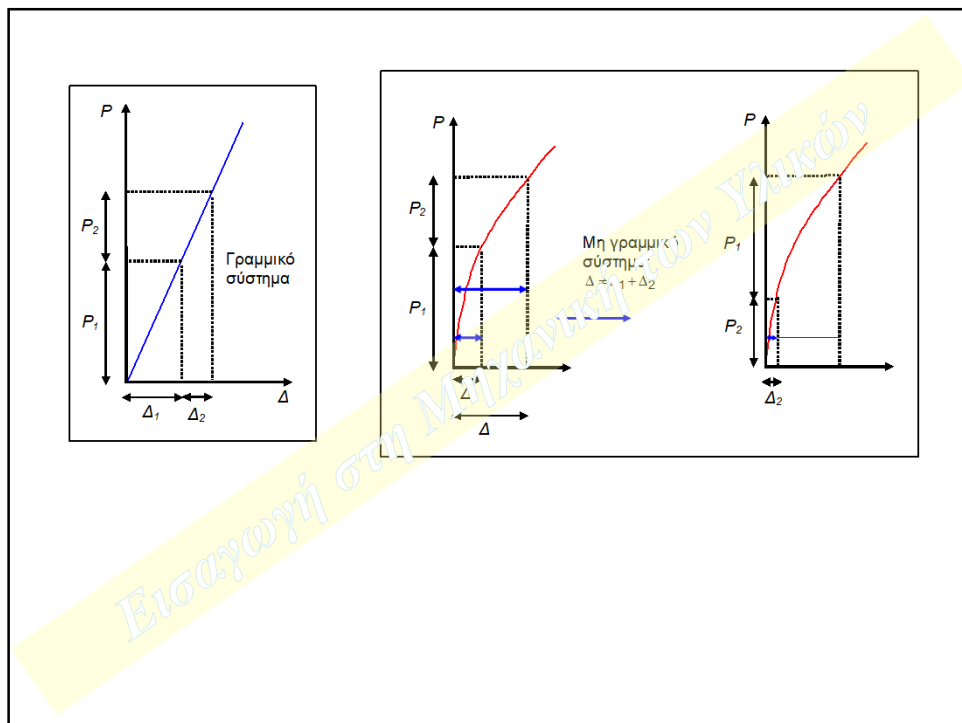 P
P₂
P₁
Γραμμικό
σύστημα
Δ₁
Δ₂
Δ
P
P₂
P₁
Δ
Δ
Μη γραμμικό
σύστημα
P
P₁
P₂
Δ₂
Εισαγωγή στη Μηχανική των Υλικών